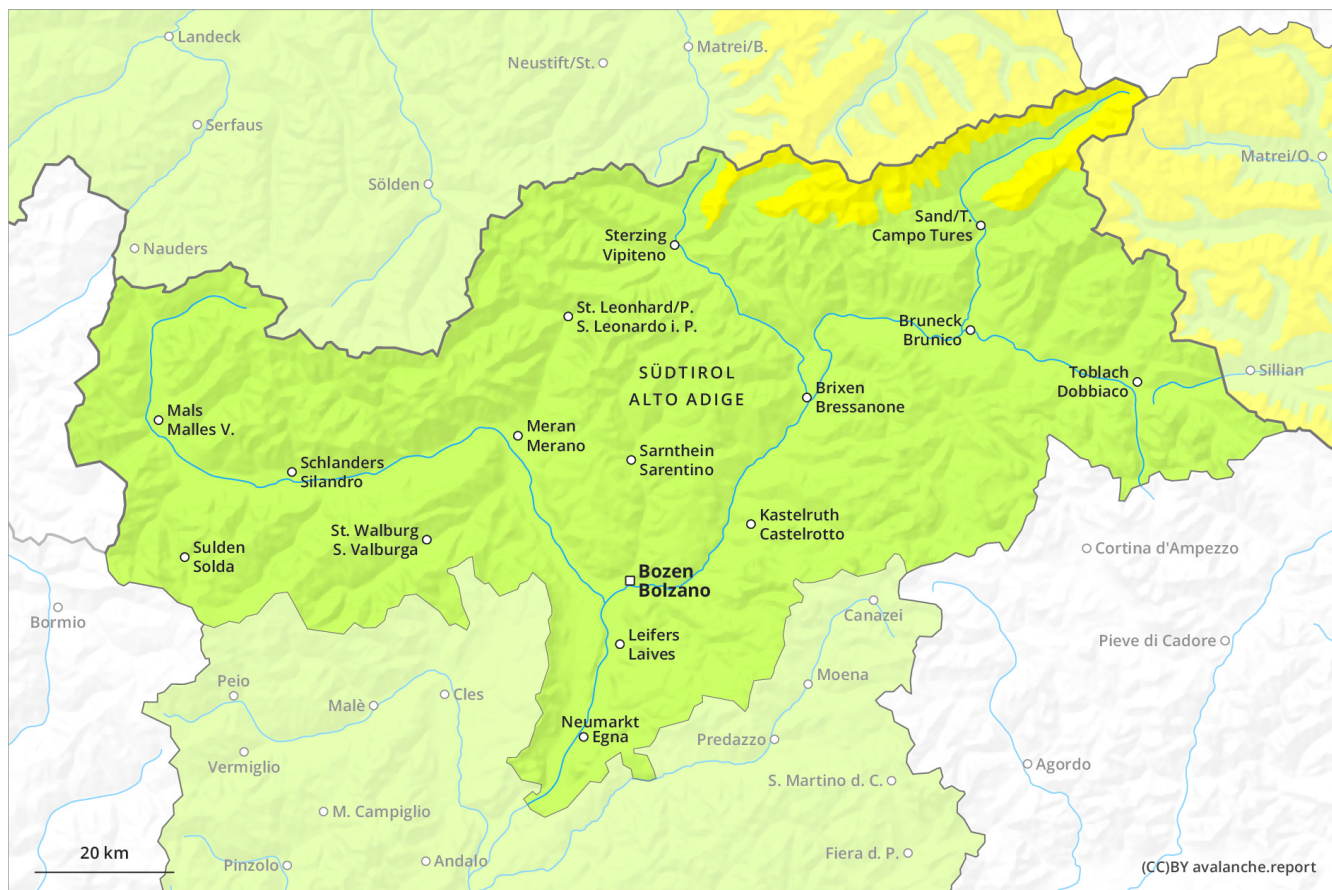 Landeck
Matrei/B.
Neustift/St.
Serfaus
Matrei/O.
Sölden
Sand/T.
Campo Tures
Nauders
Sterzing
Vipiteno
St. Leonhard/P.
S. Leonardo i. P.
Bruneck
Brunico
SÜDTIROL
ALTO ADIGE
Toblach
Dobbiaco
Sillian
Brixen
Bressanone
Mals
Malles V.
Meran
Merano
Sarnthein
Sarentino
Schlanders
Silandro
Kastelruth
Castelrotto
St. Walburg
S. Valburga
Sulden
Solda
Cortina d'Ampezzo
Bozen
Bolzano
Bormio
Canazei
Leifers
Laives
Pieve di Cadore
Peio
Moena
Malè
Cles
Neumarkt
Egna
Predazzo
Vermiglio
Agordo
S. Martino d. C.
M. Campiglio
20 km
Pinzolo
Andalo
Fiera d. P.
(CC)BY avalanche.report